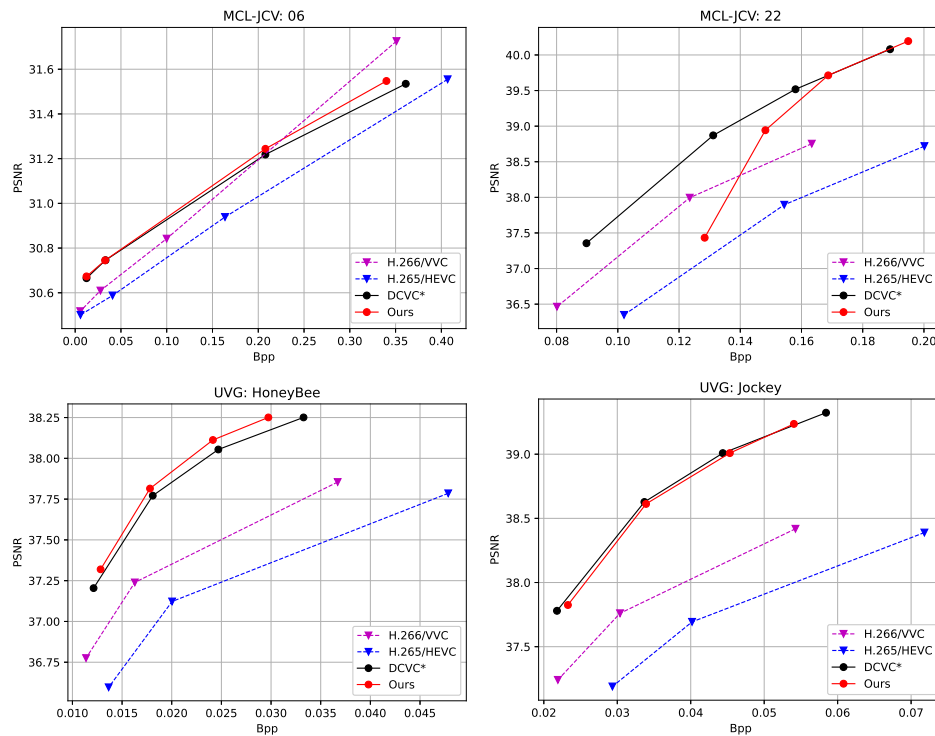 MCL-JCV: 06
31.6
31.4
31.2
31.0
30.8
30.6
PSNR
0.00 0.05 0.10 0.15 0.20 0.25 0.30 0.35 0.40
Bpp
H.266/VVC
H.265/HEVC
DCVC*
Ours
MCL-JCV: 22
40.0
39.5
39.0
38.5
38.0
37.5
37.0
36.5
PSNR
0.08 0.10 0.12 0.14 0.16 0.18 0.20
Bpp
H.266/VVC
H.265/HEVC
DCVC*
Ours
UVG: HoneyBee
38.25
38.00
37.75
37.50
37.25
37.00
36.75
PSNR
0.010 0.015 0.020 0.025 0.030 0.035 0.040 0.045
Bpp
H.266/VVC
H.265/HEVC
DCVC*
Ours
UVG: Jockey
39.0
38.5
38.0
37.5
PSNR
0.02 0.03 0.04 0.05 0.06 0.07
Bpp
H.266/VVC
H.265/HEVC
DCVC*
Ours